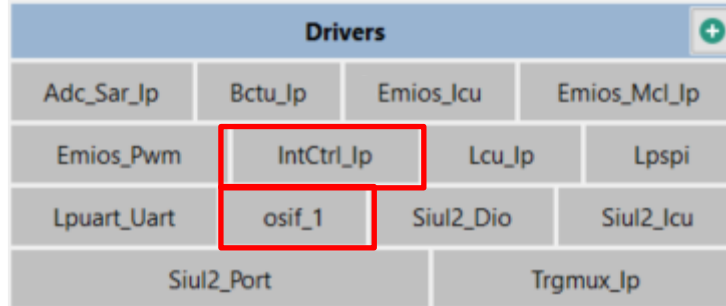 Drivers
Adc_Sar_Ip Bctu_Ip Emios_Icu Emios_Mcl_Ip
Emios_Pwm IntCtrl_Ip Lcu_Ip Lpspi
Lpuart_Uart osif_1 Siul2_Dio Siul2_Icu
Siul2_Port Trgmux_Ip